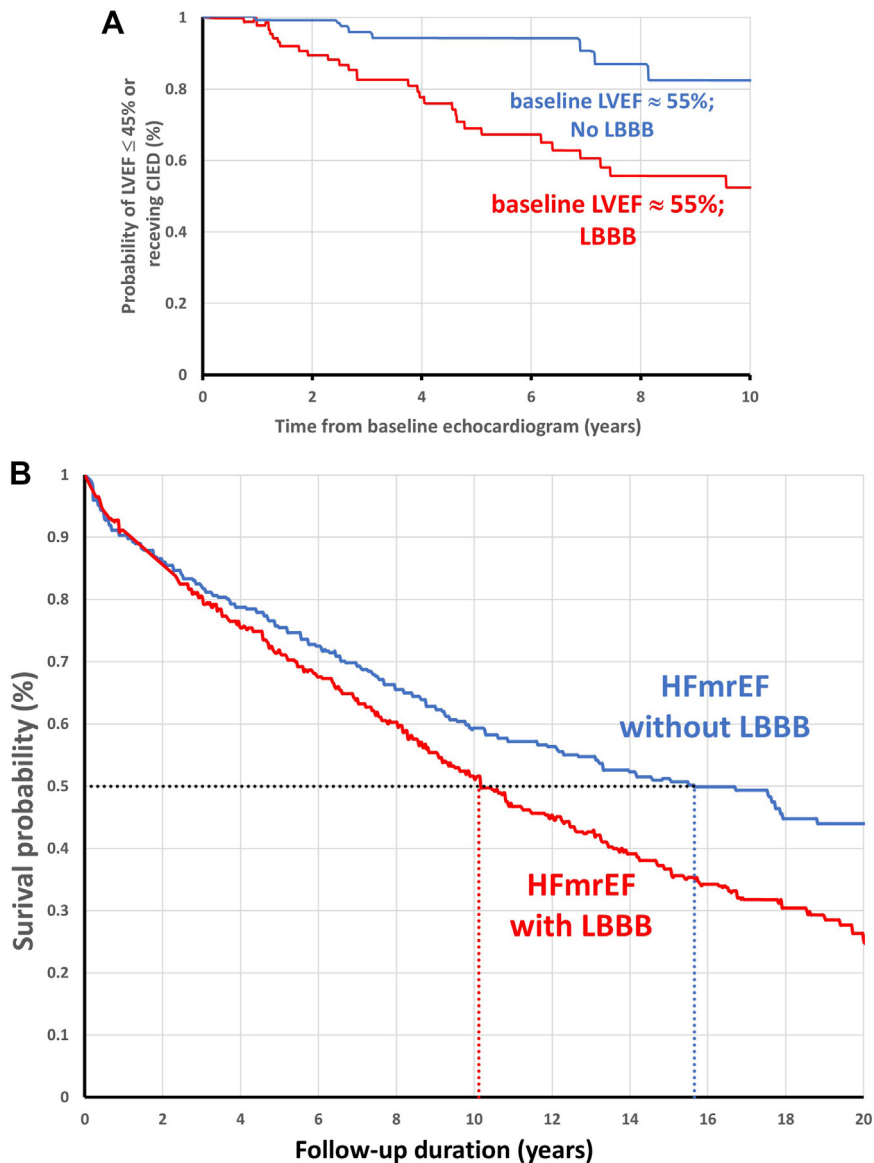 A
Probability of LVEF ≤ 45% or
receving CIED (%)
1
0.8
0.6
0.4
0.2
0
baseline LVEF ≈ 55%;
No LBBB
baseline LVEF ≈ 55%;
LBBB
0 2 4 6 8 10
Time from baseline echocardiogram (years)
B
Surival probability (%)
1
0.9
0.8
0.7
0.6
0.5
0.4
0.3
0.2
0.1
0
HFmrEF
without LBBB
HFmrEF
with LBBB
0 2 4 6 8 10 12 14 16 18 20
Follow-up duration (years)